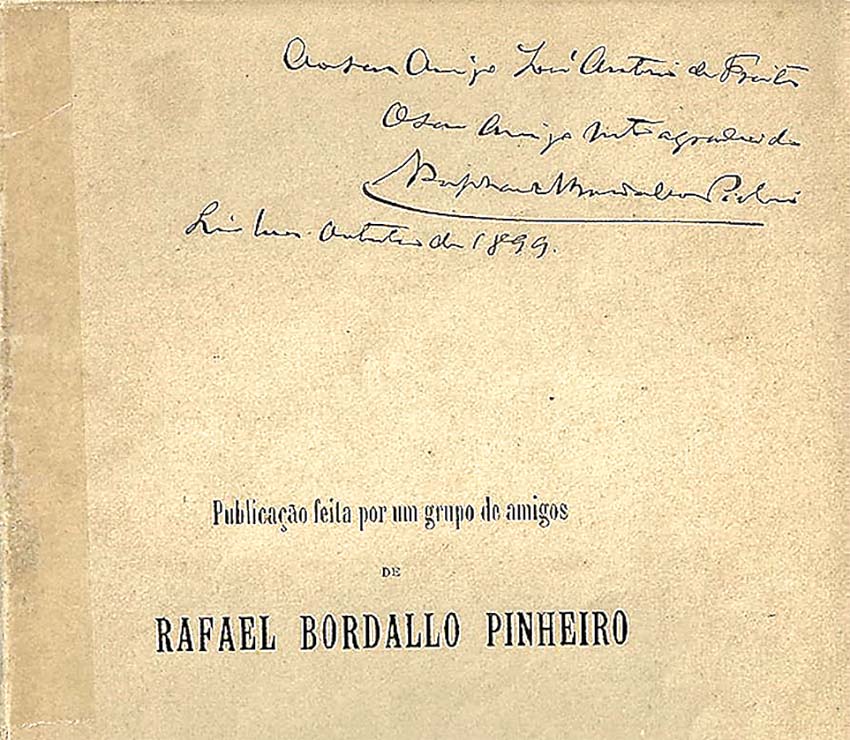 Ao seu Amigo José Antonio de Freitas
O seu Amigo muito agradecido
Raphael Bordallo Pinheiro
Outubro de 1899.
Publicação feita por um grupo de amigos
DE
RAFAEL BORDALLO PINHEIRO